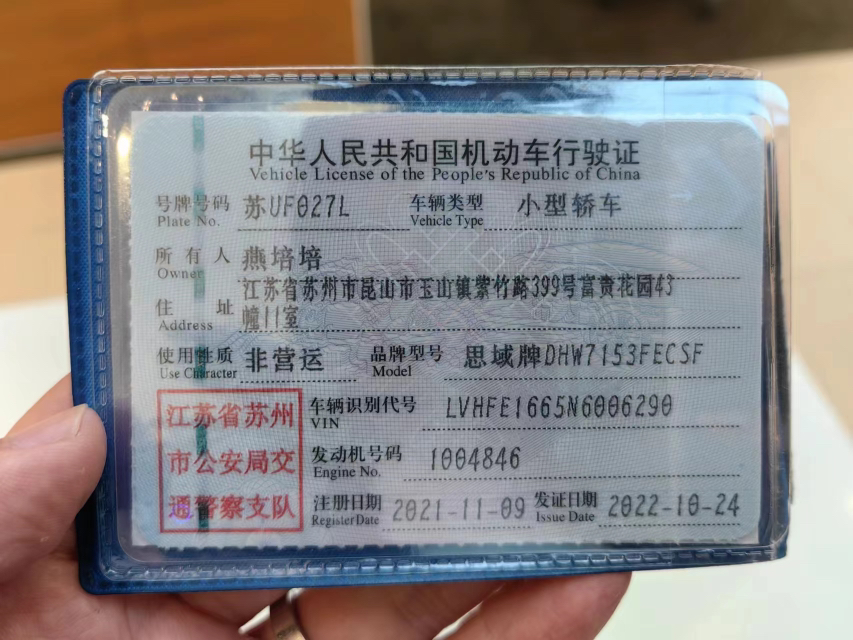 中华人民共和国机动车行驶证
Vehicle License of the People's Republic of China
号牌号码 苏UF027L 车辆类型 小型轿车
Plate No. Vehicle Type
所有人 燕培培
Owner
江苏省苏州市昆山市玉山镇紫竹路399号富贵花园43
住址 幢11室
Address
使用性质 非营运 品牌型号 思域牌DHW7153FECSF
Use Character Model
江苏省苏州 车辆识别代号 LVHFE1665N6006290
VIN
市公安局交 发动机号码 1004846
Engine No.
通警察支队 注册日期 2021-11-09 发证日期 2022-10-24
Register Date Issue Date